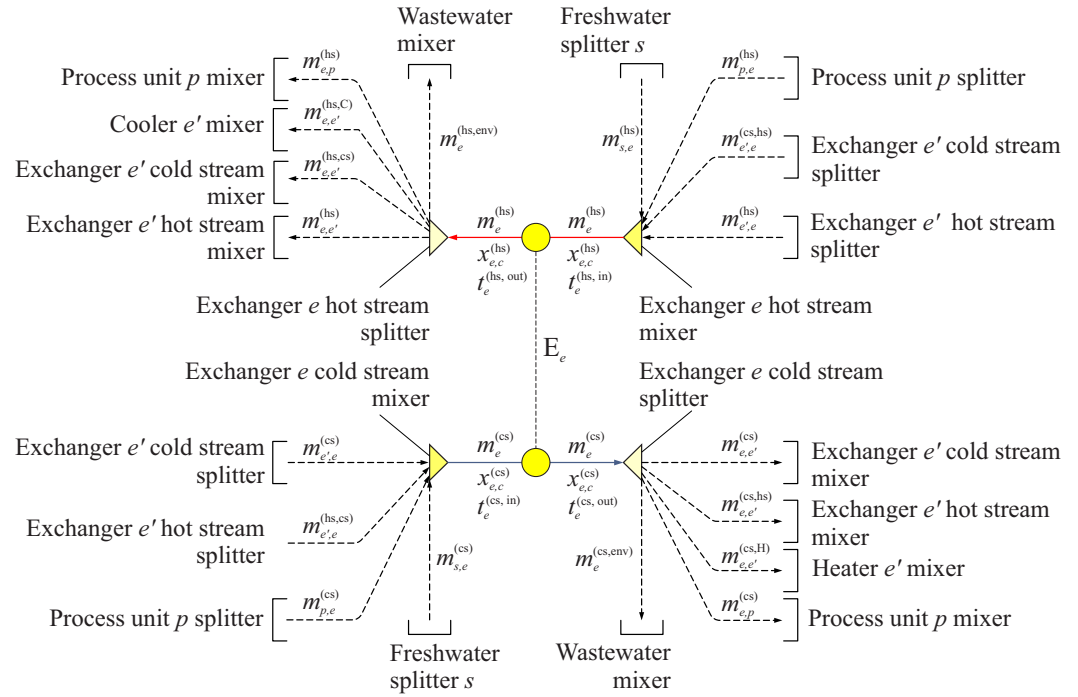 Wastewater
mixer
Freshwater
splitter s
Process unit p mixer
m_{e,p}^{(hs)}
m_{p,e}^{(hs)}
Process unit p splitter
Cooler e′ mixer
m_{e,e′}^{(hs,C)}
m_e^{(hs,env)}
m_{s,e}^{(hs)}
m_{e′,e}^{(cs,hs)}
Exchanger e′ cold stream
splitter
Exchanger e′ cold stream
mixer
m_{e,e′}^{(hs,cs)}
Exchanger e′ hot stream
mixer
m_{e,e′}^{(hs)}
m_e^{(hs)}
m_e^{(hs)}
m_{e′,e}^{(hs)}
Exchanger e′ hot stream
splitter
x_{e,c}^{(hs)}
x_{e,c}^{(hs)}
t_e^{(hs, out)}
t_e^{(hs, in)}
Exchanger e hot stream
splitter
Exchanger e hot stream
mixer
E_e
Exchanger e cold stream
mixer
Exchanger e cold stream
splitter
Exchanger e′ cold stream
splitter
m_{e′,e}^{(cs)}
m_e^{(cs)}
m_e^{(cs)}
m_{e,e′}^{(cs)}
Exchanger e′ cold stream
mixer
x_{e,c}^{(cs)}
x_{e,c}^{(cs)}
t_e^{(cs, in)}
t_e^{(cs, out)}
Exchanger e′ hot stream
splitter
m_{e′,e}^{(hs,cs)}
m_{s,e}^{(cs)}
m_e^{(cs,env)}
m_{e,e′}^{(cs,hs)}
Exchanger e′ hot stream
mixer
m_{e,e′}^{(cs,H)}
Heater e′ mixer
Process unit p splitter
m_{p,e}^{(cs)}
m_{e,p}^{(cs)}
Process unit p mixer
Freshwater
splitter s
Wastewater
mixer